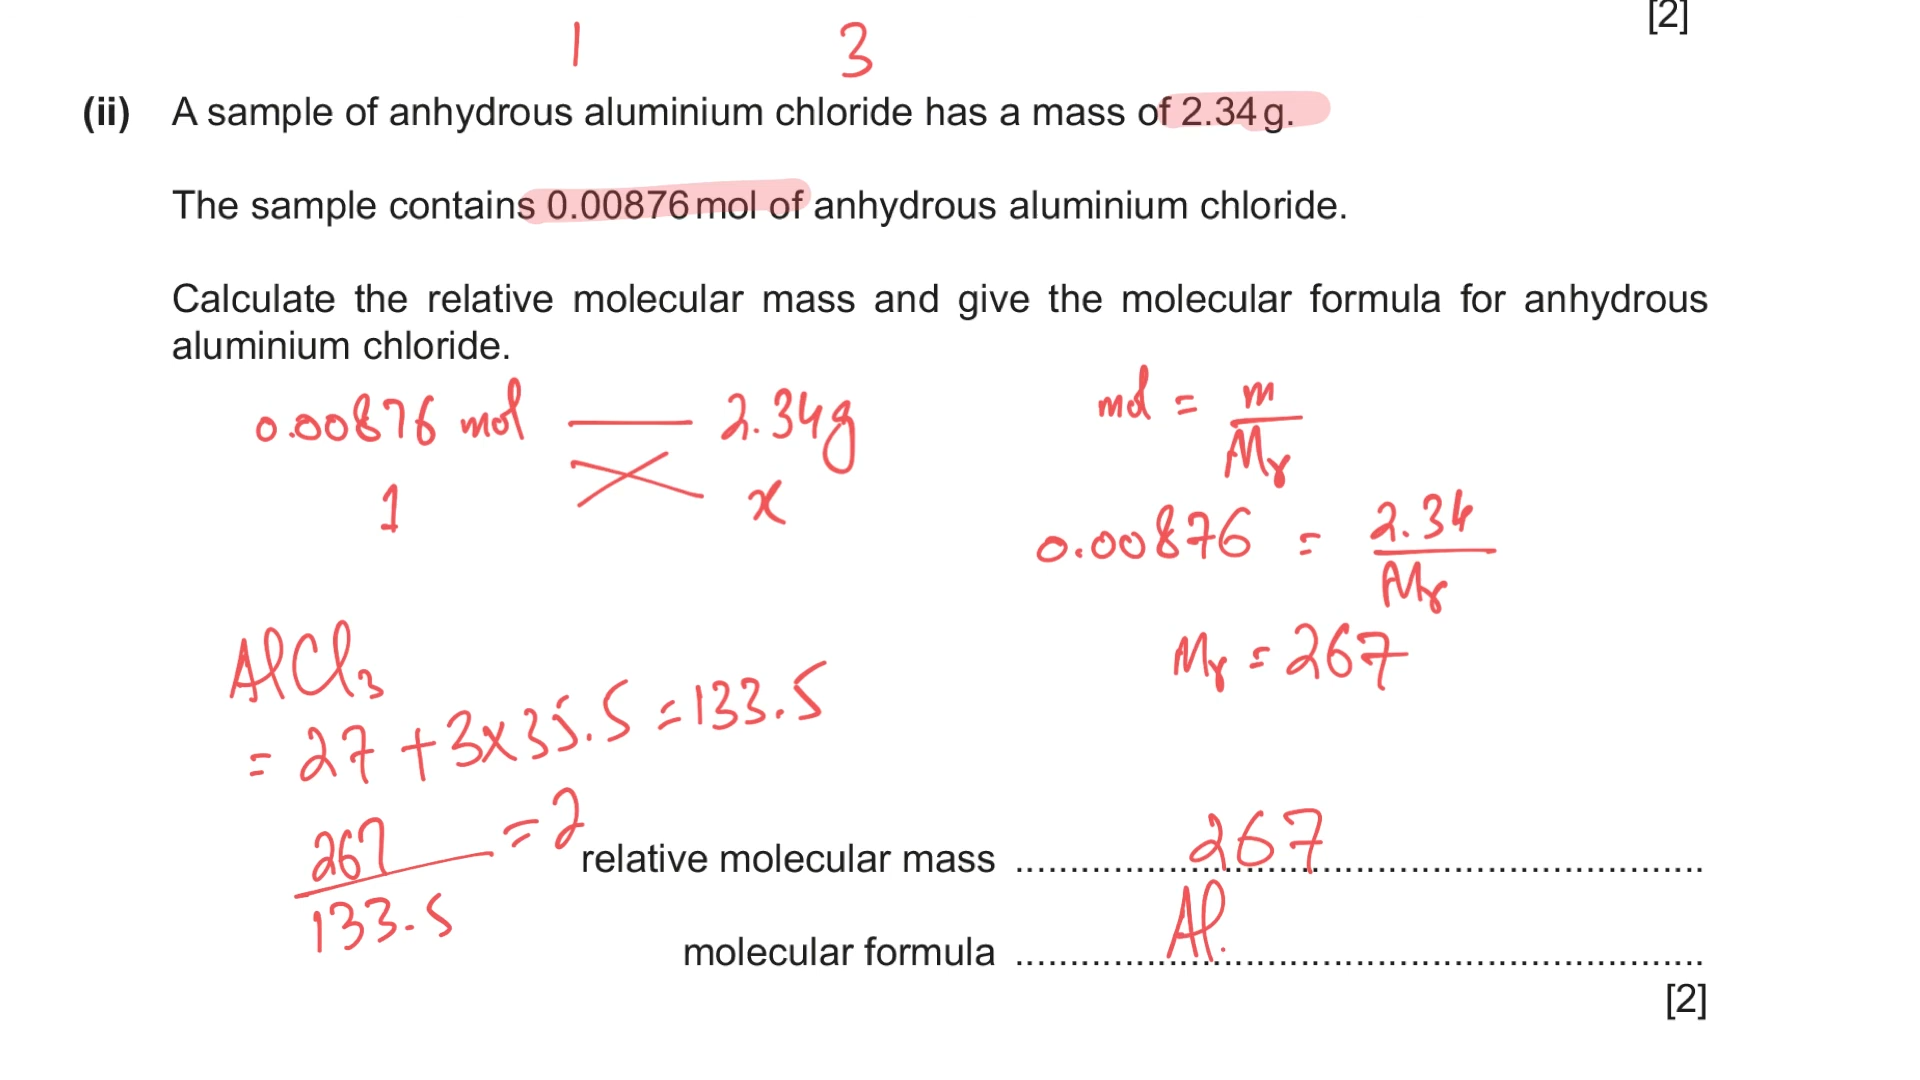 [2]
1 3
(ii) A sample of anhydrous aluminium chloride has a mass of 2.34 g.
The sample contains 0.00876 mol of anhydrous aluminium chloride.
Calculate the relative molecular mass and give the molecular formula for anhydrous
aluminium chloride.
0.00876 mol — 2.34g
1 x
mol = m/Mr
0.00876 = 2.34/Mr
Mr = 267
AlCl₃
= 27 + 3x35.5 = 133.5
267/133.5 = 2
relative molecular mass 267
molecular formula Al
[2]